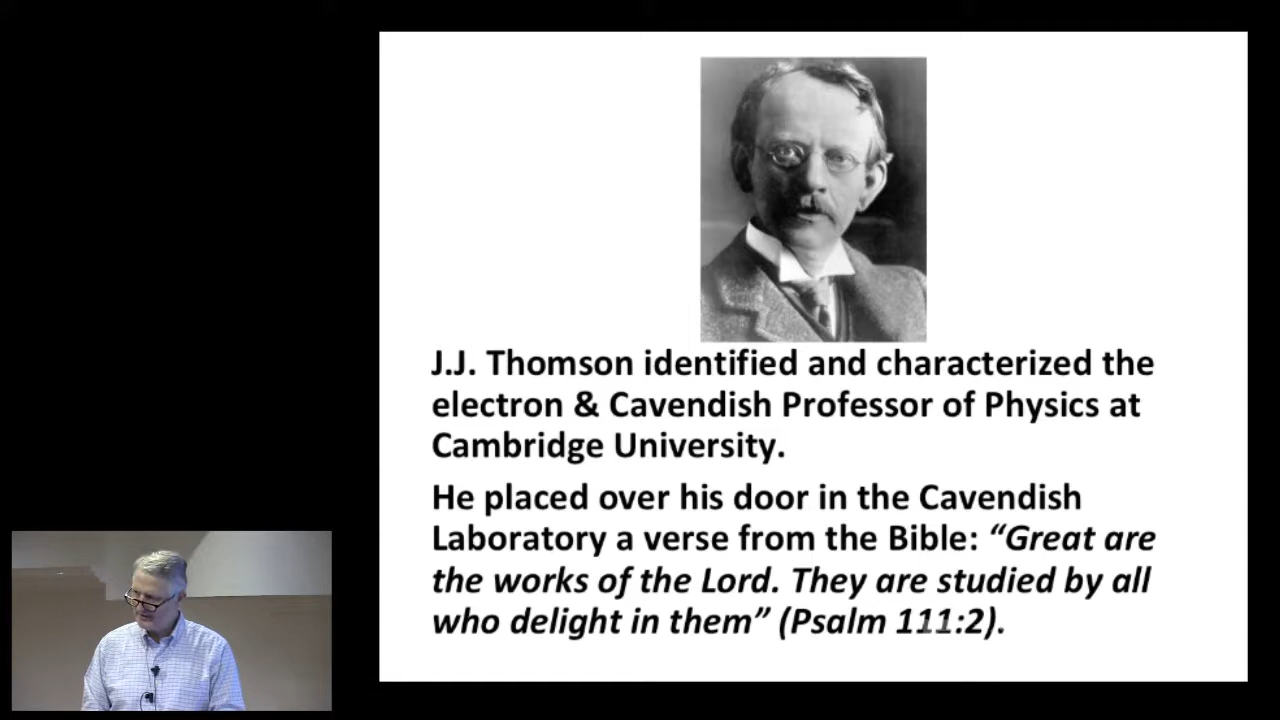 J.J. Thomson identified and characterized the
electron & Cavendish Professor of Physics at
Cambridge University.
He placed over his door in the Cavendish
Laboratory a verse from the Bible: “Great are
the works of the Lord. They are studied by all
who delight in them” (Psalm 111:2).